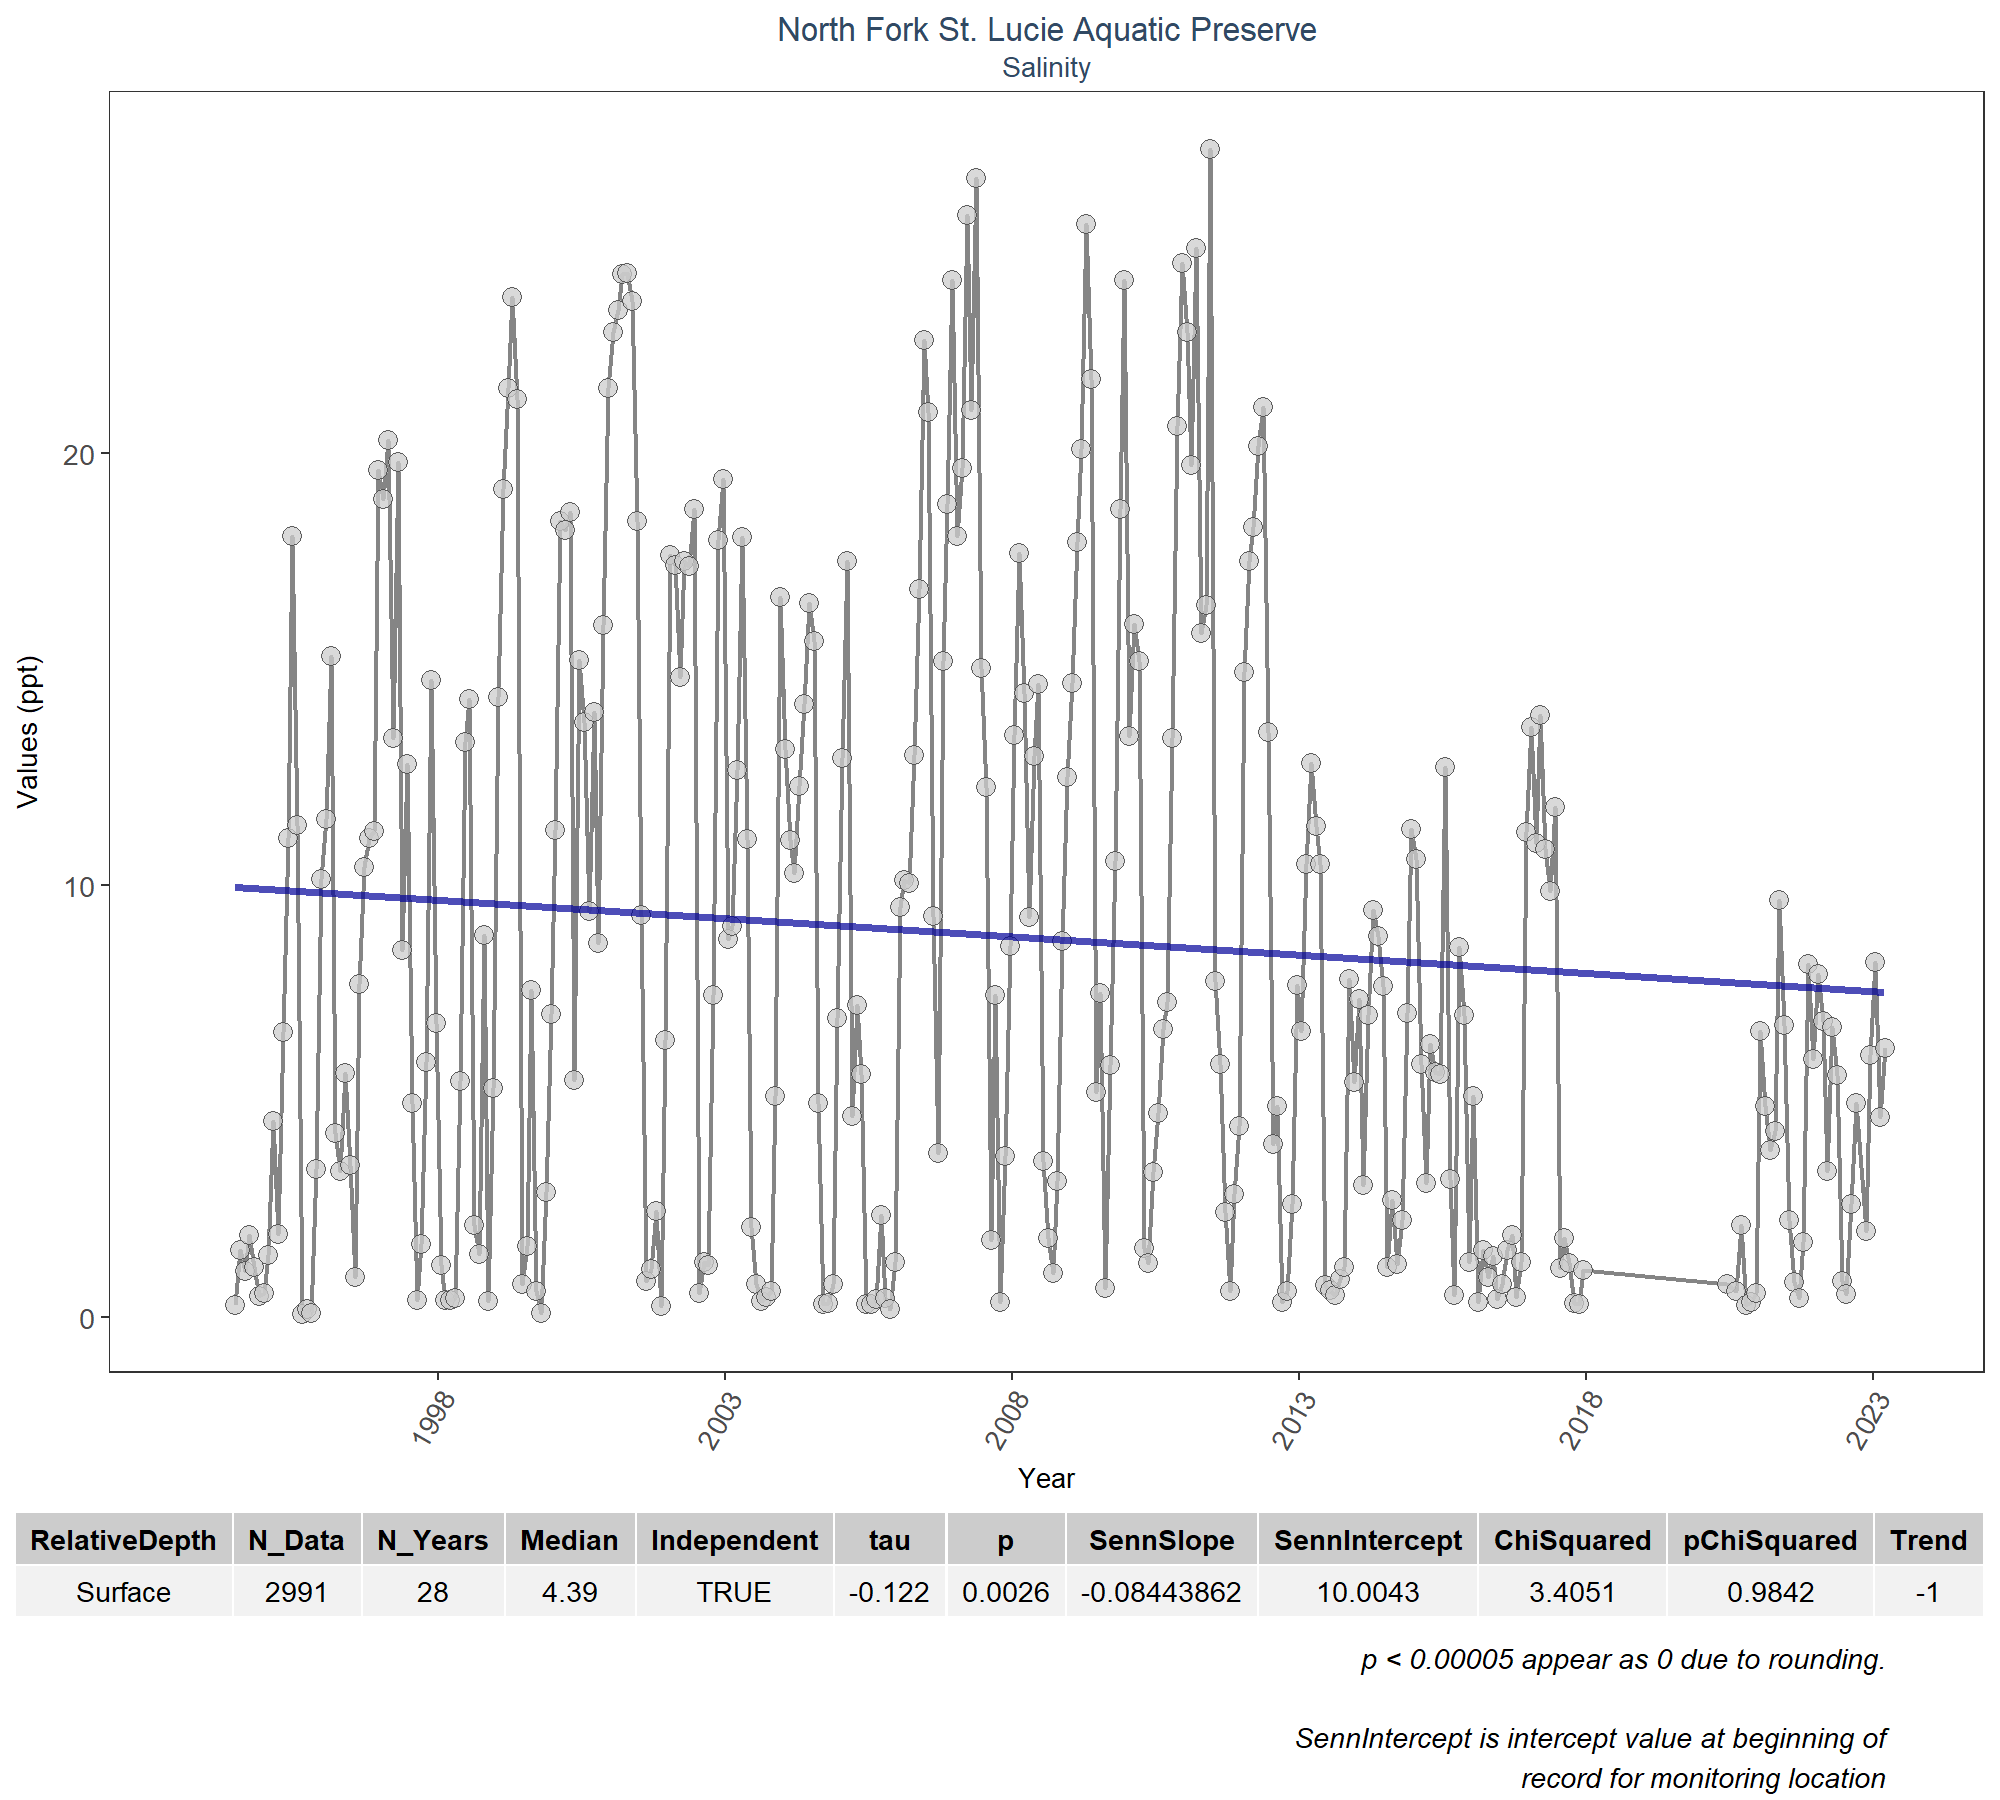 North Fork St. Lucie Aquatic Preserve
Salinity
20
10
0
Values (ppt)
1998 2003 2008 2013 2018 2023
Year
RelativeDepth N_Data N_Years Median Independent tau p SennSlope SennIntercept ChiSquared pChiSquared Trend
Surface 2991 28 4.39 TRUE -0.122 0.0026 -0.08443862 10.0043 3.4051 0.9842 -1
p < 0.00005 appear as 0 due to rounding.
SennIntercept is intercept value at beginning of
record for monitoring location